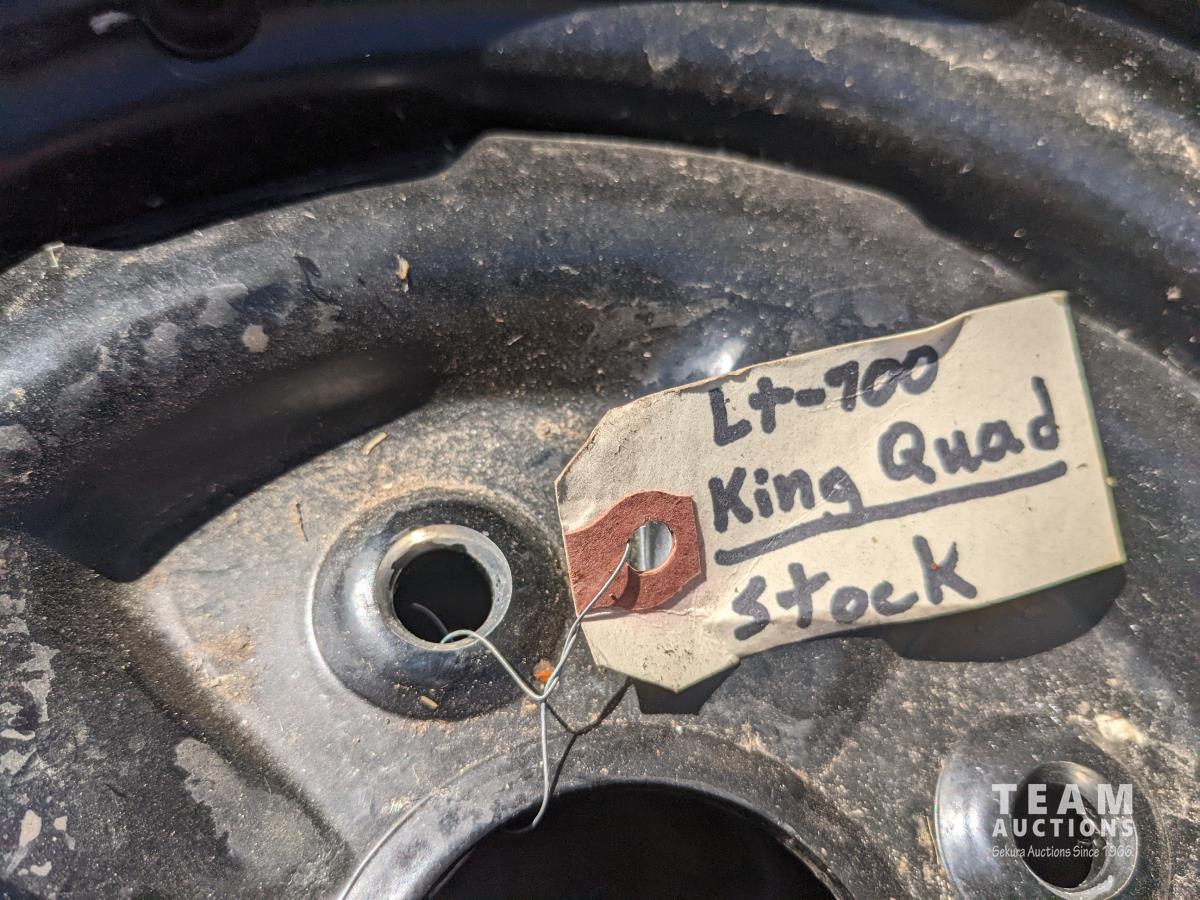 Lt-700
King Quad
Stock
TEAM
AUCTIONS
Sekura Auctions Since 1966